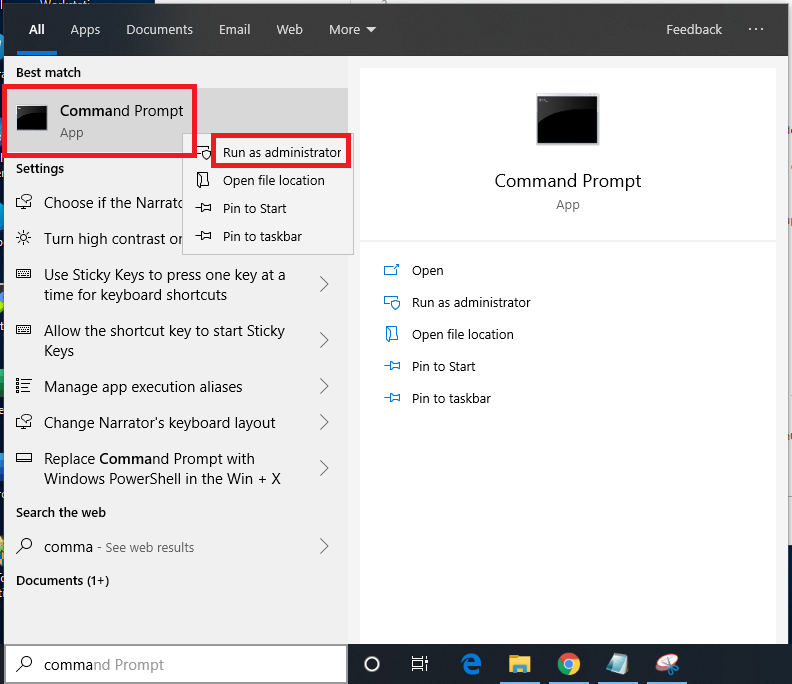 All Apps Documents Email Web More Feedback ...
Best match
Command Prompt
App
Run as administrator
Open file location
Pin to Start
Pin to taskbar
Settings
Choose if the
Turn high contrast
Use Sticky Keys to press one key at a
time for keyboard shortcuts
Allow the shortcut key to start Sticky
Keys
Manage app execution aliases
Change Narrator's keyboard layout
Replace Command Prompt with
Windows PowerShell in the Win + X
Search the web
comma - See web results
Documents (1+)
command Prompt
Command Prompt
App
Open
Run as administrator
Open file location
Pin to Start
Pin to taskbar